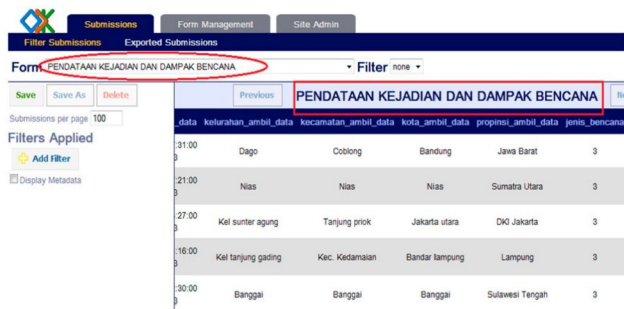 Submissions Form Management Site Admin
Filter Submissions Exported Submissions
Form PENDATAAN KEJADIAN DAN DAMPAK BENCANA Filter none
Save Save As Delete Previous PENDATAAN KEJADIAN DAN DAMPAK BENCANA
Submissions per page 100
_data kelurahan_ambil_data kecamatan_ambil_data kota_ambil_data propinsi_ambil_data jenis_bencana
Filters Applied
Add Filter
Display Metadata
:31:00 Dago Coblong Bandung Jawa Barat 3
:21:00 Nias Nias Nias Sumatra Utara 3
:27:00 Kel sunter agung Tanjung priok Jakarta utara DKI Jakarta 3
:16:00 Kel tanjung gading Kec. Kedamaian Bandar lampung Lampung 3
:30:00 Banggai Banggai Banggai Sulawesi Tengah 3